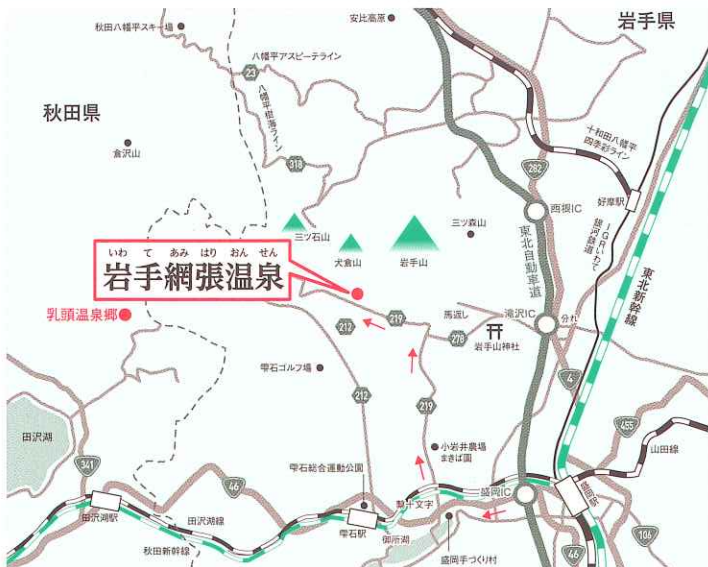 秋田八幡平スキー場
安比高原
岩手県
八幡平アスピーテライン
23
秋田県
八幡平樹海ライン
倉沢山
十和田八幡平
四季彩ライン
282
318
好摩駅
西根IC
IGRいわて
銀河鉄道
三ツ石山
犬倉山
岩手山
三ツ森山
東北自動車道
東北新幹線
いわてあみはりおんせん
岩手網張温泉
乳頭温泉郷
219
212
馬返し
278
岩手山神社
滝沢IC
分れ
4
雫石ゴルフ場
212
219
455
山田線
田沢湖
341
小岩井農場
まきば園
雫石総合運動公園
46
田沢湖駅
田沢湖線
秋田新幹線
雫石駅
御所湖
盛岡IC
盛岡駅
盛岡手づくり村
46
106